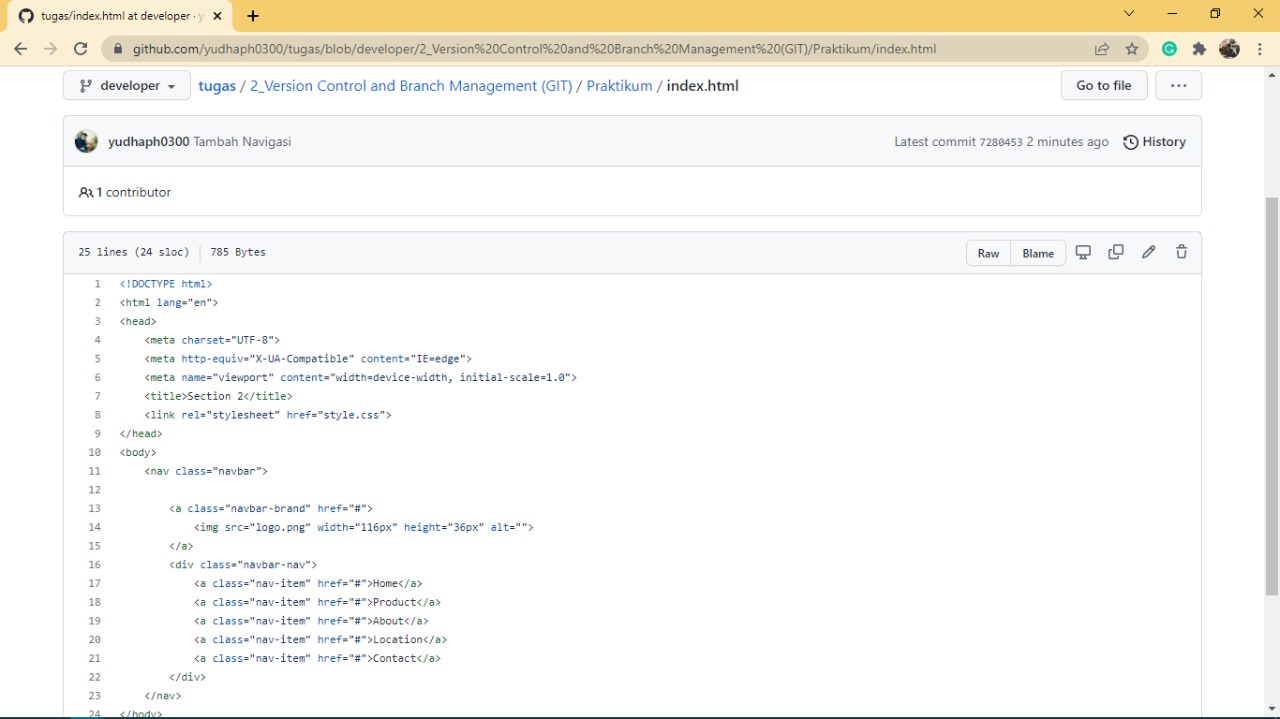 tugas/index.html at developer · y
github.com/yudhaph0300/tugas/blob/developer/2_Version%20Control%20and%20Branch%20Management%20(GIT)/Praktikum/index.html
developer tugas / 2_Version Control and Branch Management (GIT) / Praktikum / index.html Go to file ...
yudhaph0300 Tambah Navigasi Latest commit 7280453 2 minutes ago History
1 contributor
25 lines (24 sloc) 785 Bytes Raw Blame
1 <!DOCTYPE html>
2 <html lang="en">
3 <head>
4 <meta charset="UTF-8">
5 <meta http-equiv="X-UA-Compatible" content="IE=edge">
6 <meta name="viewport" content="width=device-width, initial-scale=1.0">
7 <title>Section 2</title>
8 <link rel="stylesheet" href="style.css">
9 </head>
10 <body>
11 <nav class="navbar">
12
13 <a class="navbar-brand" href="#">
14 <img src="logo.png" width="116px" height="36px" alt="">
15 </a>
16 <div class="navbar-nav">
17 <a class="nav-item" href="#">Home</a>
18 <a class="nav-item" href="#">Product</a>
19 <a class="nav-item" href="#">About</a>
20 <a class="nav-item" href="#">Location</a>
21 <a class="nav-item" href="#">Contact</a>
22 </div>
23 </nav>
24 </body>